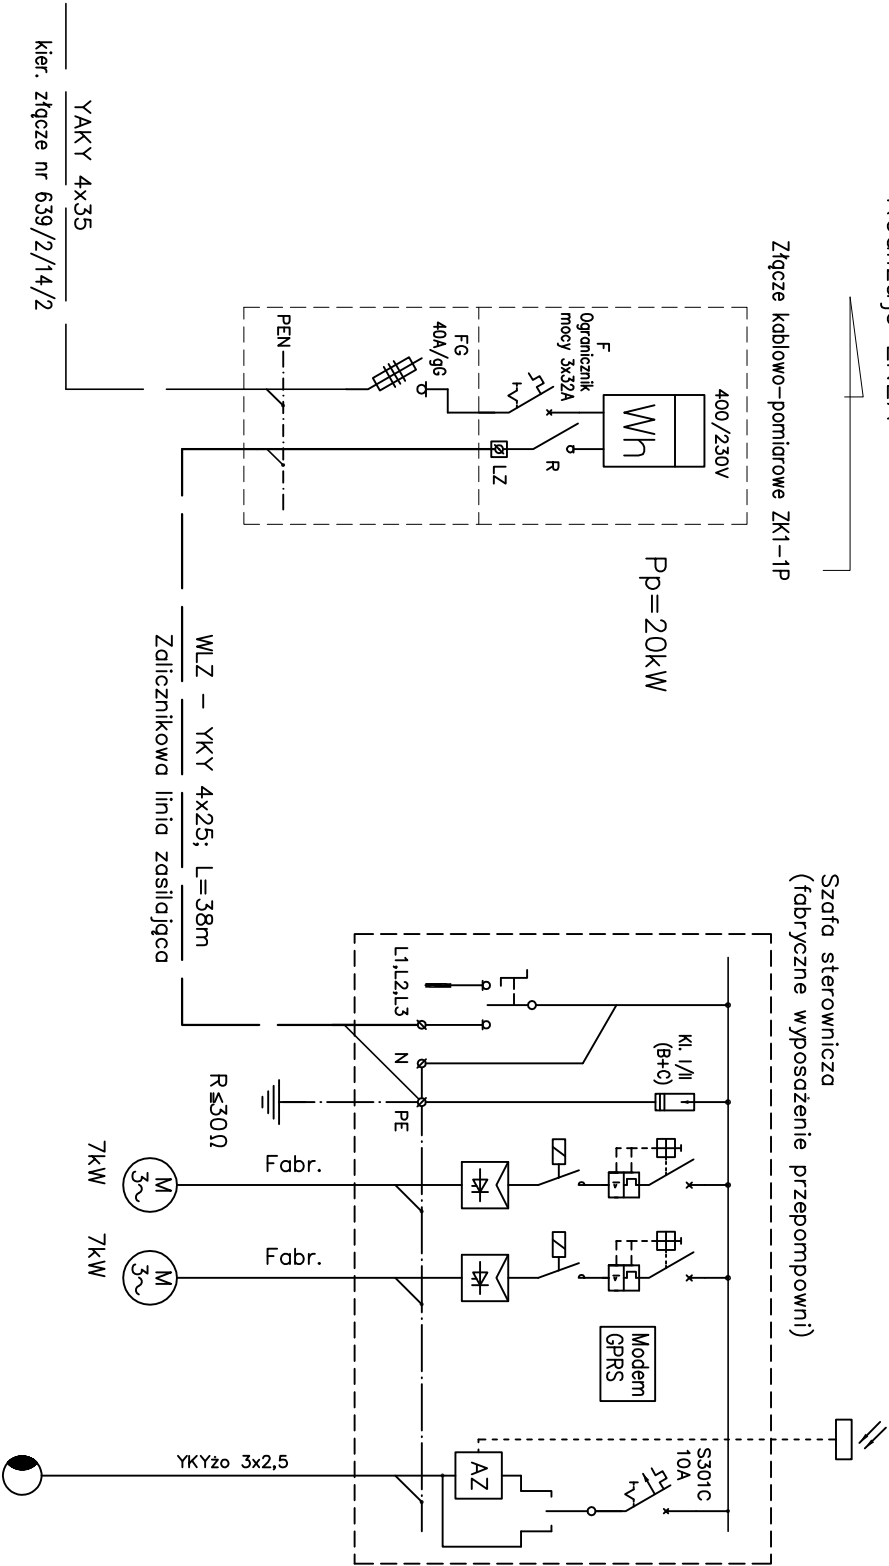 Złącze kablowo-pomiarowe ZK1-1P
400/230V
Wh
F
Ogranicznik
mocy 3x32A
R
LZ
FG
40A/gG
PEN
YAKY 4x35
kier. złącze nr 639/2/14/2
Pp=20kW
WLZ - YKY 4x25; L=38m
Zalicznikowa linia zasilająca
Szafa sterownicza
(fabryczne wyposażenie przepompowni)
L1,L2,L3
N
PE
Kl. I/II
(B+C)
R≤30Ω
Fabr.
M
3~
7kW
Fabr.
M
3~
7kW
Modem
GPRS
S301C
10A
AZ
YKYżo 3x2,5